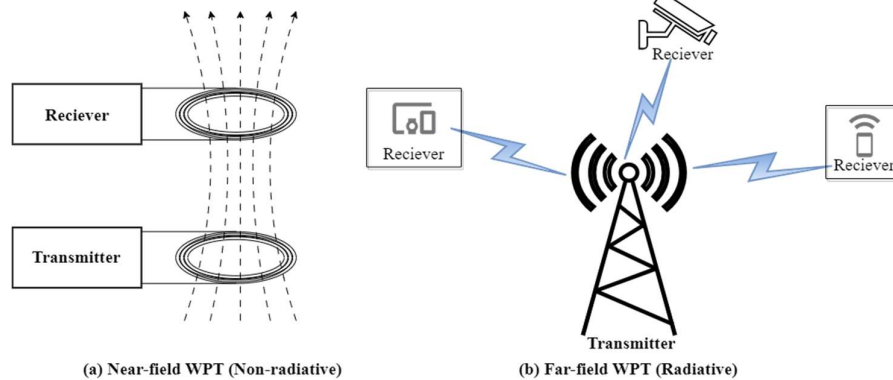 Reciever
Transmitter
(a) Near-field WPT (Non-radiative)
Reciever
Reciever
Reciever
Transmitter
(b) Far-field WPT (Radiative)